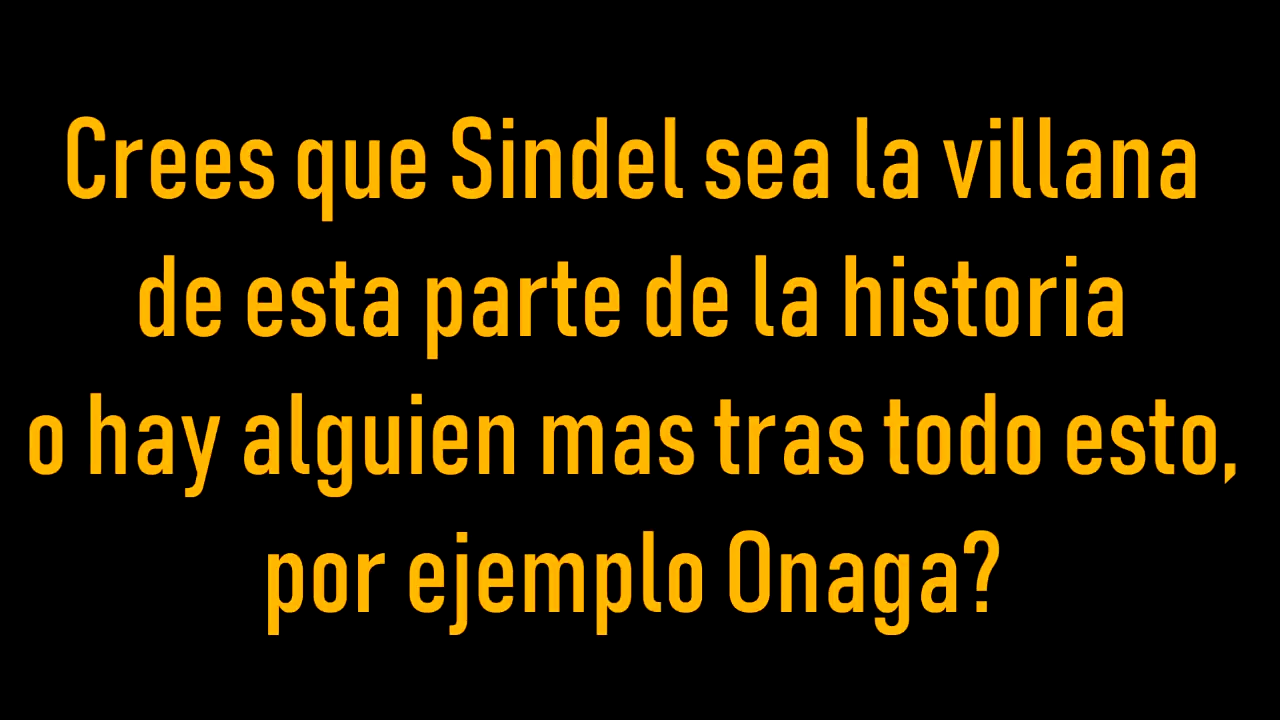 Crees que Sindel sea la villana
de esta parte de la historia
o hay alguien mas tras todo esto,
por ejemplo Onaga?